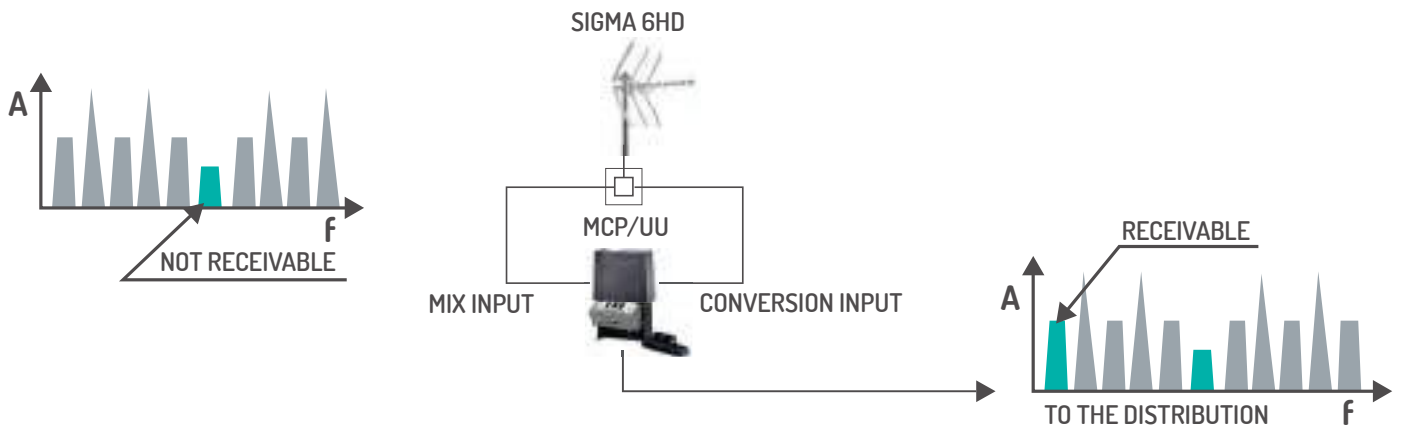 SIGMA 6HD
A
f
NOT RECEIVABLE
MCP/UU
MIX INPUT
CONVERSION INPUT
RECEIVABLE
A
TO THE DISTRIBUTION
f